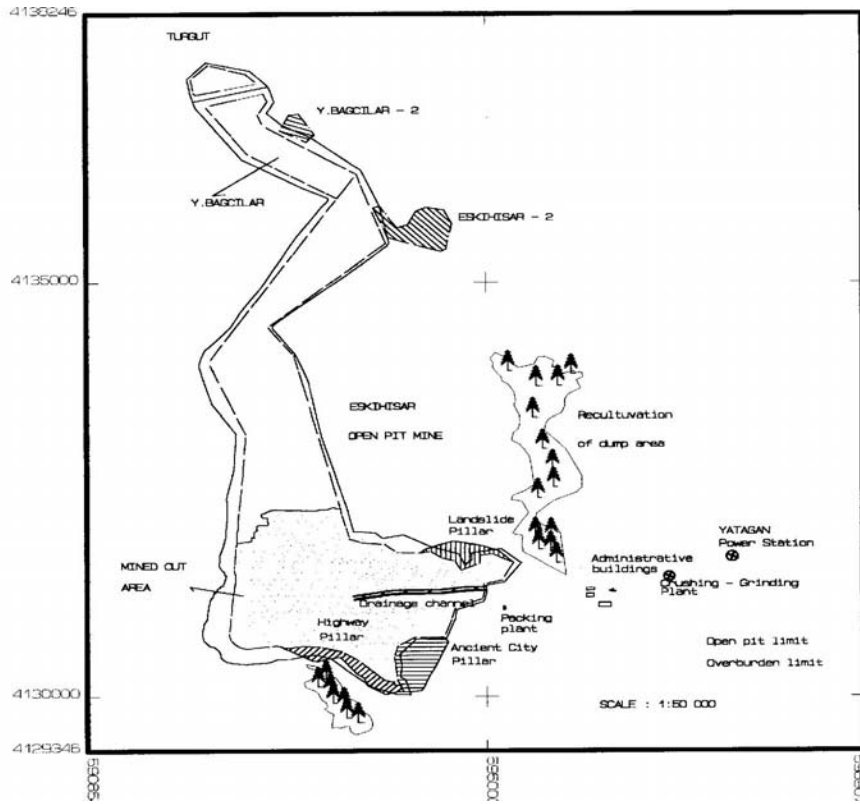 4138246
TURGUT
Y.BAGCILAR - 2
Y.BAGCILAR
ESKIHISAR - 2
4135000
ESKIHISAR
OPEN PIT MINE
Recultuvation
of dump area
Landslide
Pillar
YATAGAN
Power Station
Administrative
buildings
Crushing - Grinding
Plant
MINED OUT
AREA
Drainage channel
Highway
Pillar
Packing
plant
Ancient City
Pillar
Open pit limit
Overburden limit
4130000
SCALE : 1:50 000
4129346